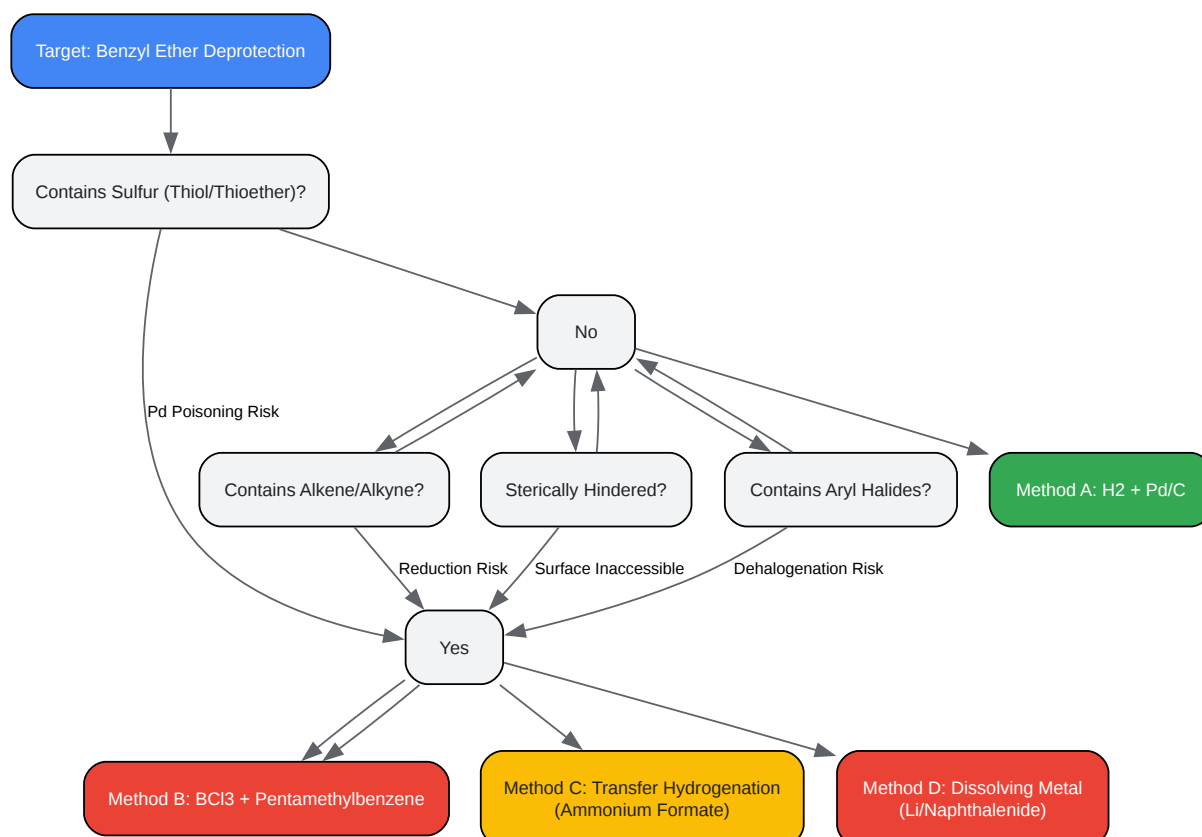 Target: Benzyl Ether Deprotection
Contains Sulfur (Thiol/Thioether)?
No
Pd Poisoning Risk
Contains Alkene/Alkyne?
Sterically Hindered?
Contains Aryl Halides?
Method A: H2 + Pd/C
Reduction Risk
Surface Inaccessible
Dehalogenation Risk
Yes
Method B: BCl3 + Pentamethylbenzene
Method C: Transfer Hydrogenation
(Ammonium Formate)
Method D: Dissolving Metal
(Li/Naphthalenide)